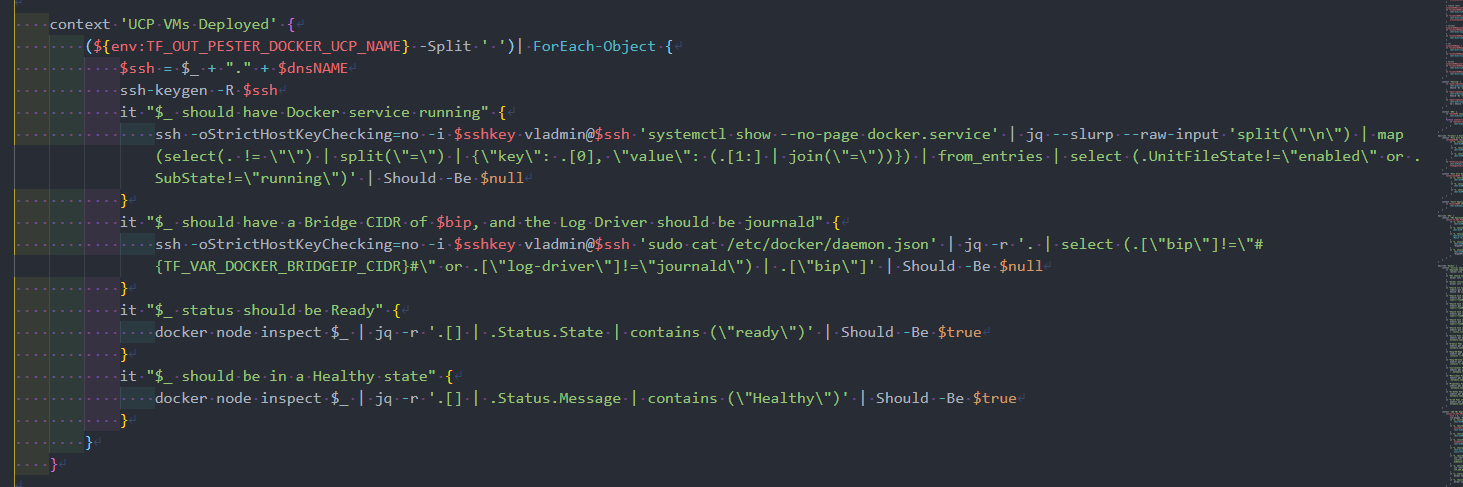 context 'UCP VMs Deployed' {
(${env:TF_OUT_PESTER_DOCKER_UCP_NAME} -Split ' ')| ForEach-Object {
$ssh = $_ + "." + $dnsNAME
ssh-keygen -R $ssh
it "$_ should have Docker service running" {
ssh -oStrictHostKeyChecking=no -i $sshkey vladmin@$ssh 'systemctl show --no-page docker.service' | jq --slurp --raw-input 'split(\"\n\") | map
(select(. != \"\") | split(\"=\") | {\"key\": .[0], \"value\": (.[1:] | join(\"=\"))}) | from_entries | select (.UnitFileState!=\"enabled\" or .
SubState!=\"running\")' | Should -Be $null
}
it "$_ should have a Bridge CIDR of $bip, and the Log Driver should be journald" {
ssh -oStrictHostKeyChecking=no -i $sshkey vladmin@$ssh 'sudo cat /etc/docker/daemon.json' | jq -r '. | select (.[\"bip\"]!=\"#
{TF_VAR_DOCKER_BRIDGEIP_CIDR}#\" or .[\"log-driver\"]!=\"journald\") | .[\"bip\"]' | Should -Be $null
}
it "$_ status should be Ready" {
docker node inspect $_ | jq -r '.[] | .Status.State | contains (\"ready\")' | Should -Be $true
}
it "$_ should be in a Healthy state" {
docker node inspect $_ | jq -r '.[] | .Status.Message | contains (\"Healthy\")' | Should -Be $true
}
}
}